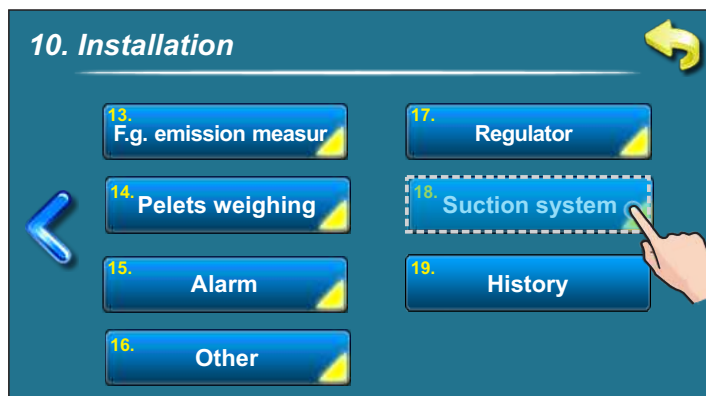 10. Installation
13.
F.g. emission measur
14.
Pelets weighing
15.
Alarm
16.
Other
17.
Regulator
18.
Suction system
19.
History